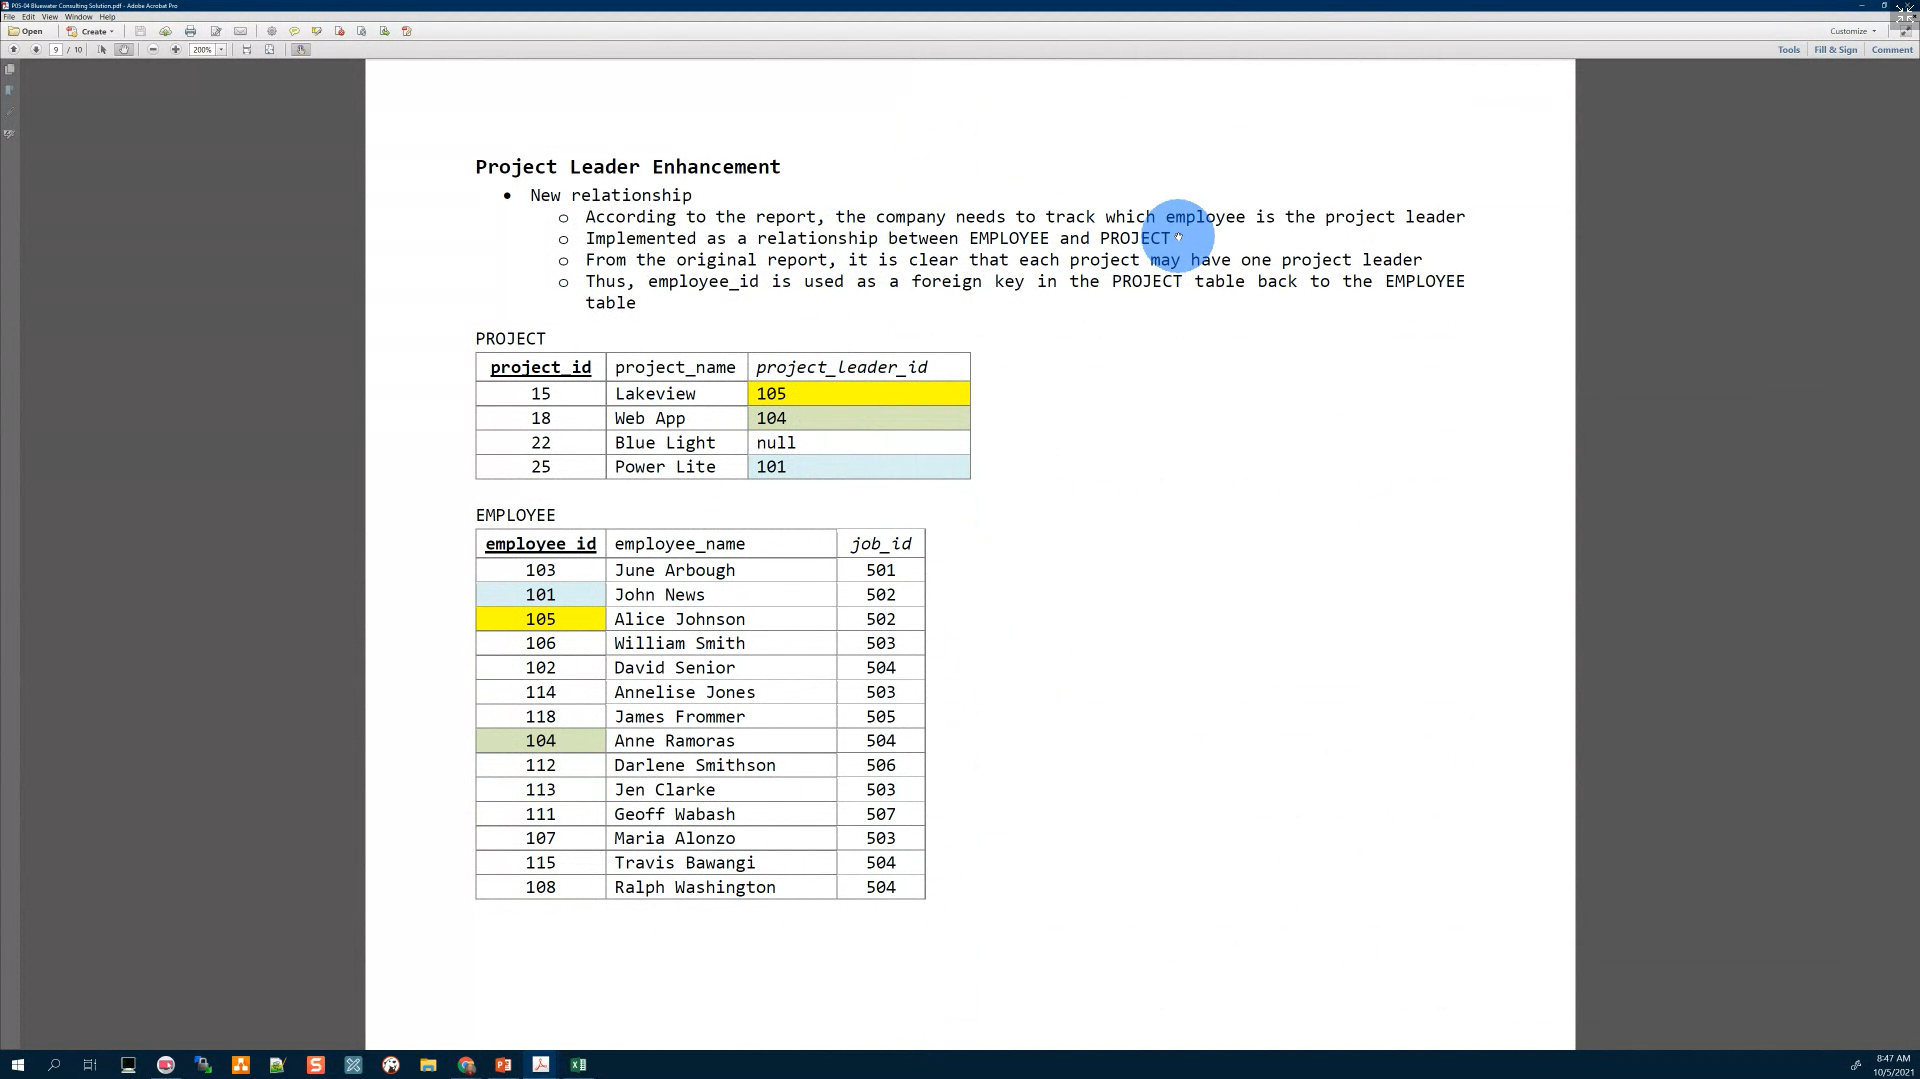 P05-04 Bluewater Consulting Solution.pdf - Adobe Acrobat Pro
File Edit View Window Help
Open Create Customize
9 / 10 200% Tools Fill & Sign Comment
Project Leader Enhancement
• New relationship
o According to the report, the company needs to track which employee is the project leader
o Implemented as a relationship between EMPLOYEE and PROJECT
o From the original report, it is clear that each project may have one project leader
o Thus, employee_id is used as a foreign key in the PROJECT table back to the EMPLOYEE
table
PROJECT
project_id project_name project_leader_id
15 Lakeview 105
18 Web App 104
22 Blue Light null
25 Power Lite 101
EMPLOYEE
employee_id employee_name job_id
103 June Arbough 501
101 John News 502
105 Alice Johnson 502
106 William Smith 503
102 David Senior 504
114 Annelise Jones 503
118 James Frommer 505
104 Anne Ramoras 504
112 Darlene Smithson 506
113 Jen Clarke 503
111 Geoff Wabash 507
107 Maria Alonzo 503
115 Travis Bawangi 504
108 Ralph Washington 504
8:47 AM
10/5/2021